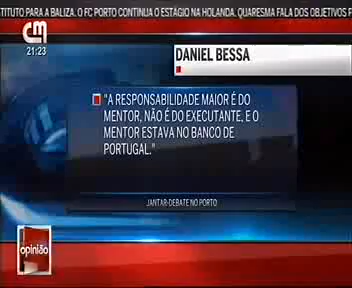 TITUTO PARA A BALIZA. O FC PORTO CONTINUA O ESTÁGIO NA HOLANDA. QUARESMA FALA DOS OBJETIVOS F
CM
21:23
DANIEL BESSA
"A RESPONSABILIDADE MAIOR É DO
MENTOR, NÃO É DO EXECUTANTE, E O
MENTOR ESTAVA NO BANCO DE
PORTUGAL."
JANTAR-DEBATE NO PORTO
opinião